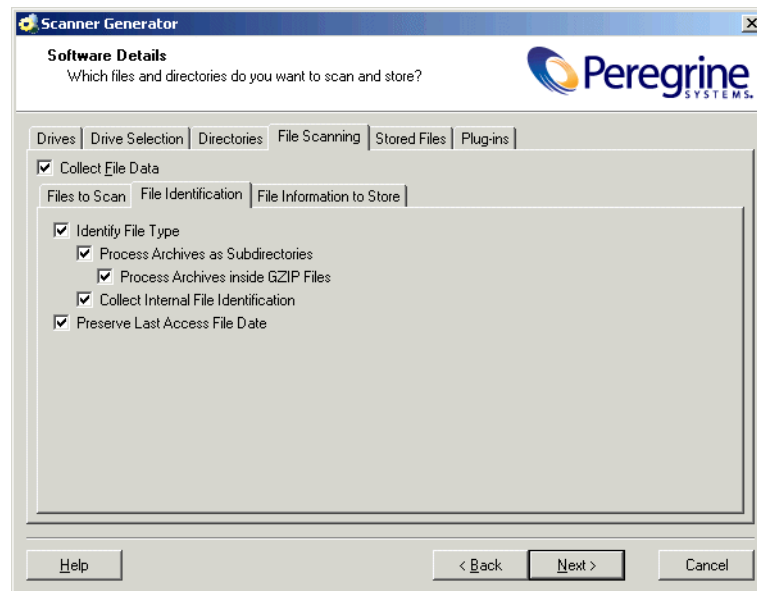 Scanner Generator
Software Details
Which files and directories do you want to scan and store?
Peregrine
SYSTEMS.
Drives Drive Selection Directories File Scanning Stored Files Plug-ins
Collect File Data
Files to Scan File Identification File Information to Store
Identify File Type
Process Archives as Subdirectories
Process Archives inside GZIP Files
Collect Internal File Identification
Preserve Last Access File Date
Help < Back Next > Cancel